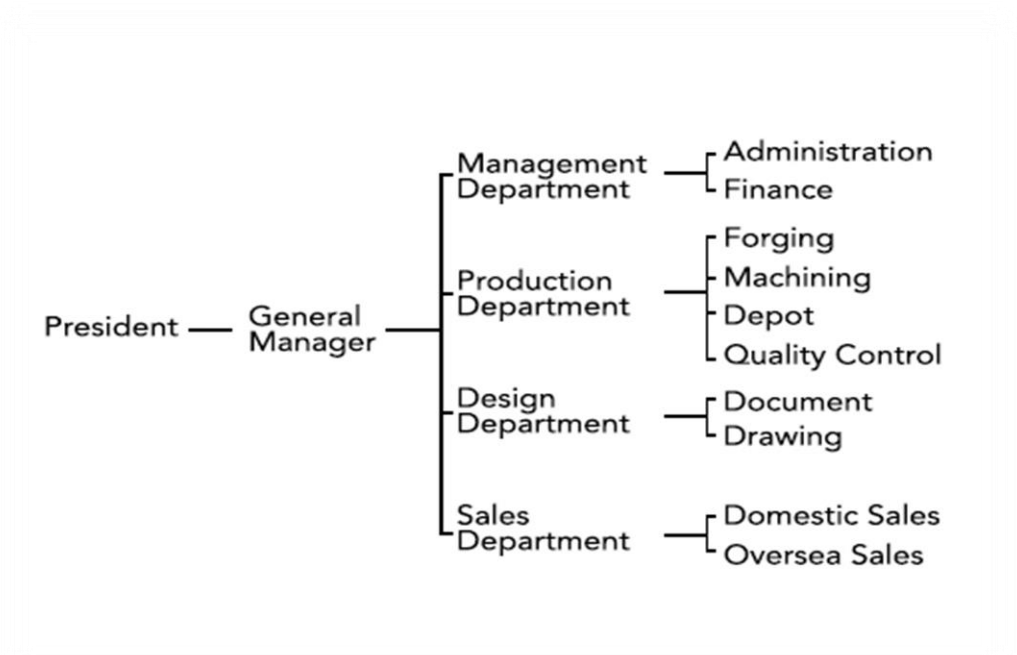 President
General
Manager
Management
Department
Administration
Finance
Production
Department
Forging
Machining
Depot
Quality Control
Design
Department
Document
Drawing
Sales
Department
Domestic Sales
Oversea Sales